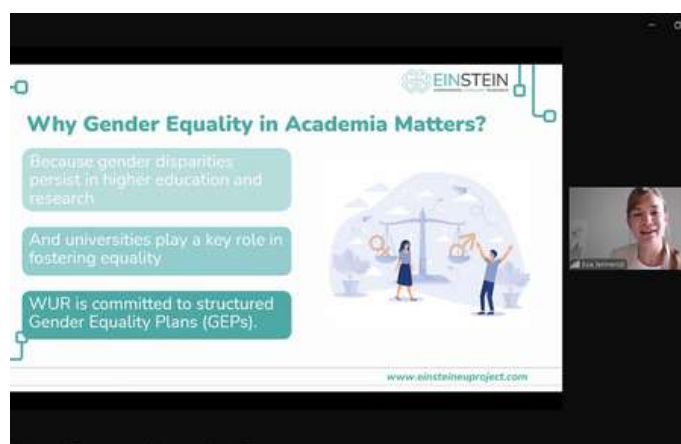 EINSTEIN
Why Gender Equality in Academia Matters?
Because gender disparities
persist in higher education and
research
And universities play a key role in
fostering equality
WUR is committed to structured
Gender Equality Plans (GEPs).
www.einsteineuproject.com